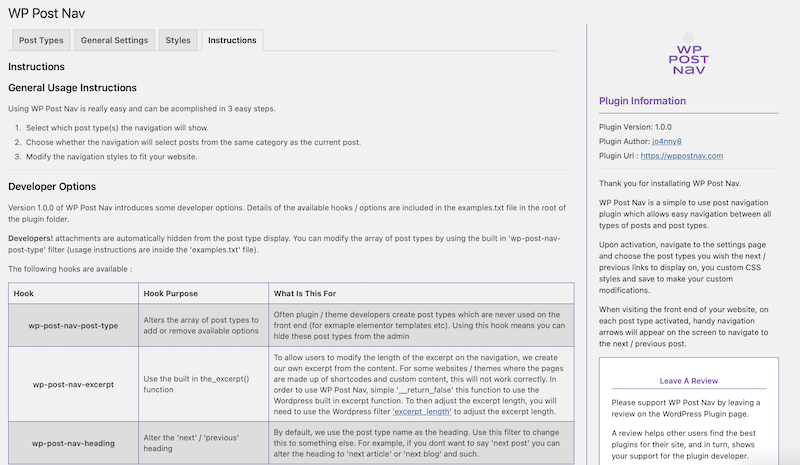 WP Post Nav
Post Types
General Settings
Styles
Instructions
Instructions
General Usage Instructions
Using WP Post Nav is really easy and can be acomplished in 3 easy steps.
1. Select which post type(s) the navigation will show.
2. Choose whether the navigation will select posts from the same category as the current post.
3. Modify the navigation styles to fit your website.
Developer Options
Version 1.0.0 of WP Post Nav introduces some developer options. Details of the available hooks / options are included in the examples.txt file in the root of
the plugin folder.
Developers! attachments are automatically hidden from the post type display. You can modify the array of post types by using the built in 'wp-post-nav-
post-type' filter (usage instructions are inside the 'examples.txt' file).
The following hooks are available :
Hook
Hook Purpose
What Is This For
wp-post-nav-post-type
Alters the array of post types to
add or remove available options
Often plugin / theme developers create post types which are never used on the
front end (for exmaple elementor templates etc). Using this hook means you can
hide these post types from the admin
wp-post-nav-excerpt
Use the built in the_excerpt()
function
To allow users to modify the length of the excerpt on the navigation, we create
our own excerpt from the content. For some websites / themes where the pages
are made up of shortcodes and custom content, this will not work correctly. In
order to use WP Post Nav, simple '__return_false' this function to use the
Wordpress built in excerpt function. To then adjust the excerpt length, you will
need to use the Wordpress filter 'excerpt_length' to adjust the excerpt length.
wp-post-nav-heading
Alter the 'next' / 'previous'
heading
By default, we use the post type name as the heading. Use this filter to change
this to something else. For example, if you dont want to say 'next post' you can
alter the heading to 'next article' or 'next blog' and such.
WP
POST
NAV
Plugin Information
Plugin Version: 1.0.0
Plugin Author: jo4nny8
Plugin Url : https://wppostnav.com
Thank you for installating WP Post Nav.
WP Post Nav is a simple to use post navigation
plugin which allows easy navigation between all
types of posts and post types.
Upon activation, navigate to the settings page
and choose the post types you wish the next /
previous links to display on, you custom CSS
styles and save to make your custom
modifications.
When visiting the front end of your website, on
each post type activated, handy navigation
arrows will appear on the screen to navigate to
the next / previous post.
Leave A Review
Please support WP Post Nav by leaving a
review on the WordPress Plugin page.
A review helps other users find the best
plugins for their site, and in turn, shows
your support for the plugin developer.